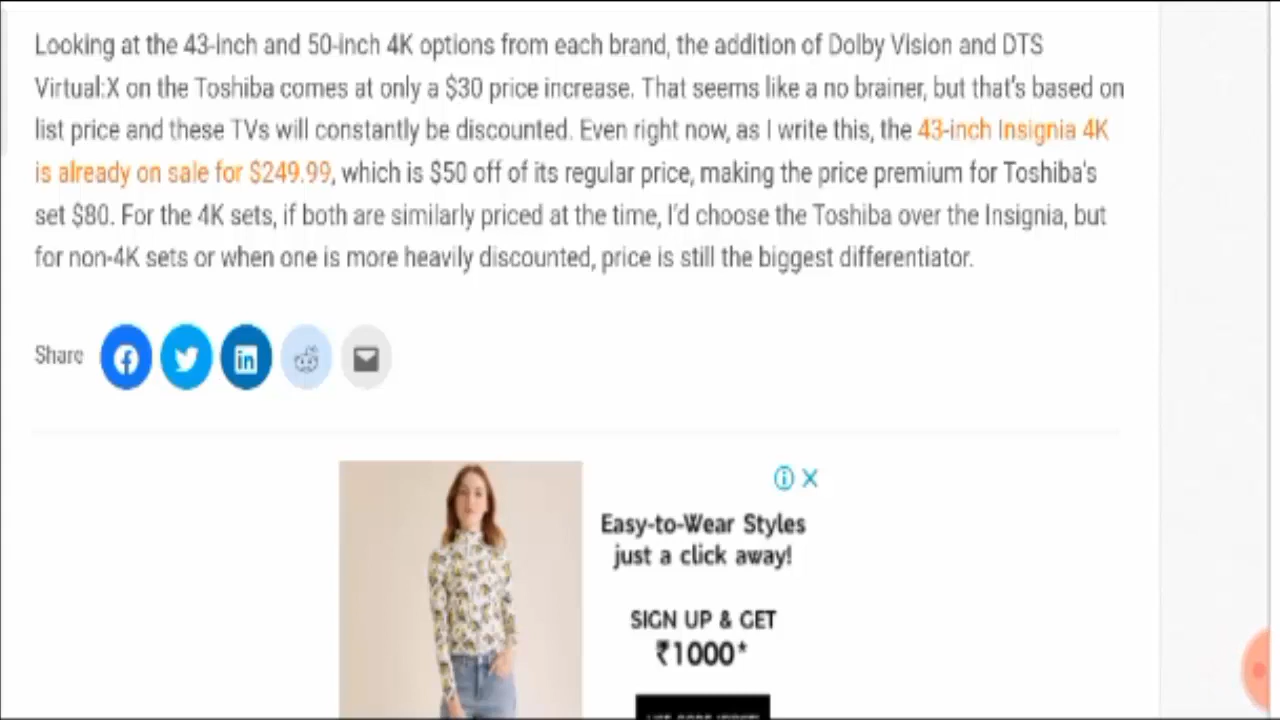 Looking at the 43-inch and 50-inch 4K options from each brand, the addition of Dolby Vision and DTS
Virtual:X on the Toshiba comes at only a $30 price increase. That seems like a no brainer, but that's based on
list price and these TVs will constantly be discounted. Even right now, as I write this, the 43-inch Insignia 4K
is already on sale for $249.99, which is $50 off of its regular price, making the price premium for Toshiba's
set $80. For the 4K sets, if both are similarly priced at the time, I'd choose the Toshiba over the Insignia, but
for non-4K sets or when one is more heavily discounted, price is still the biggest differentiator.
Share
Easy-to-Wear Styles
just a click away!
SIGN UP & GET
₹1000*